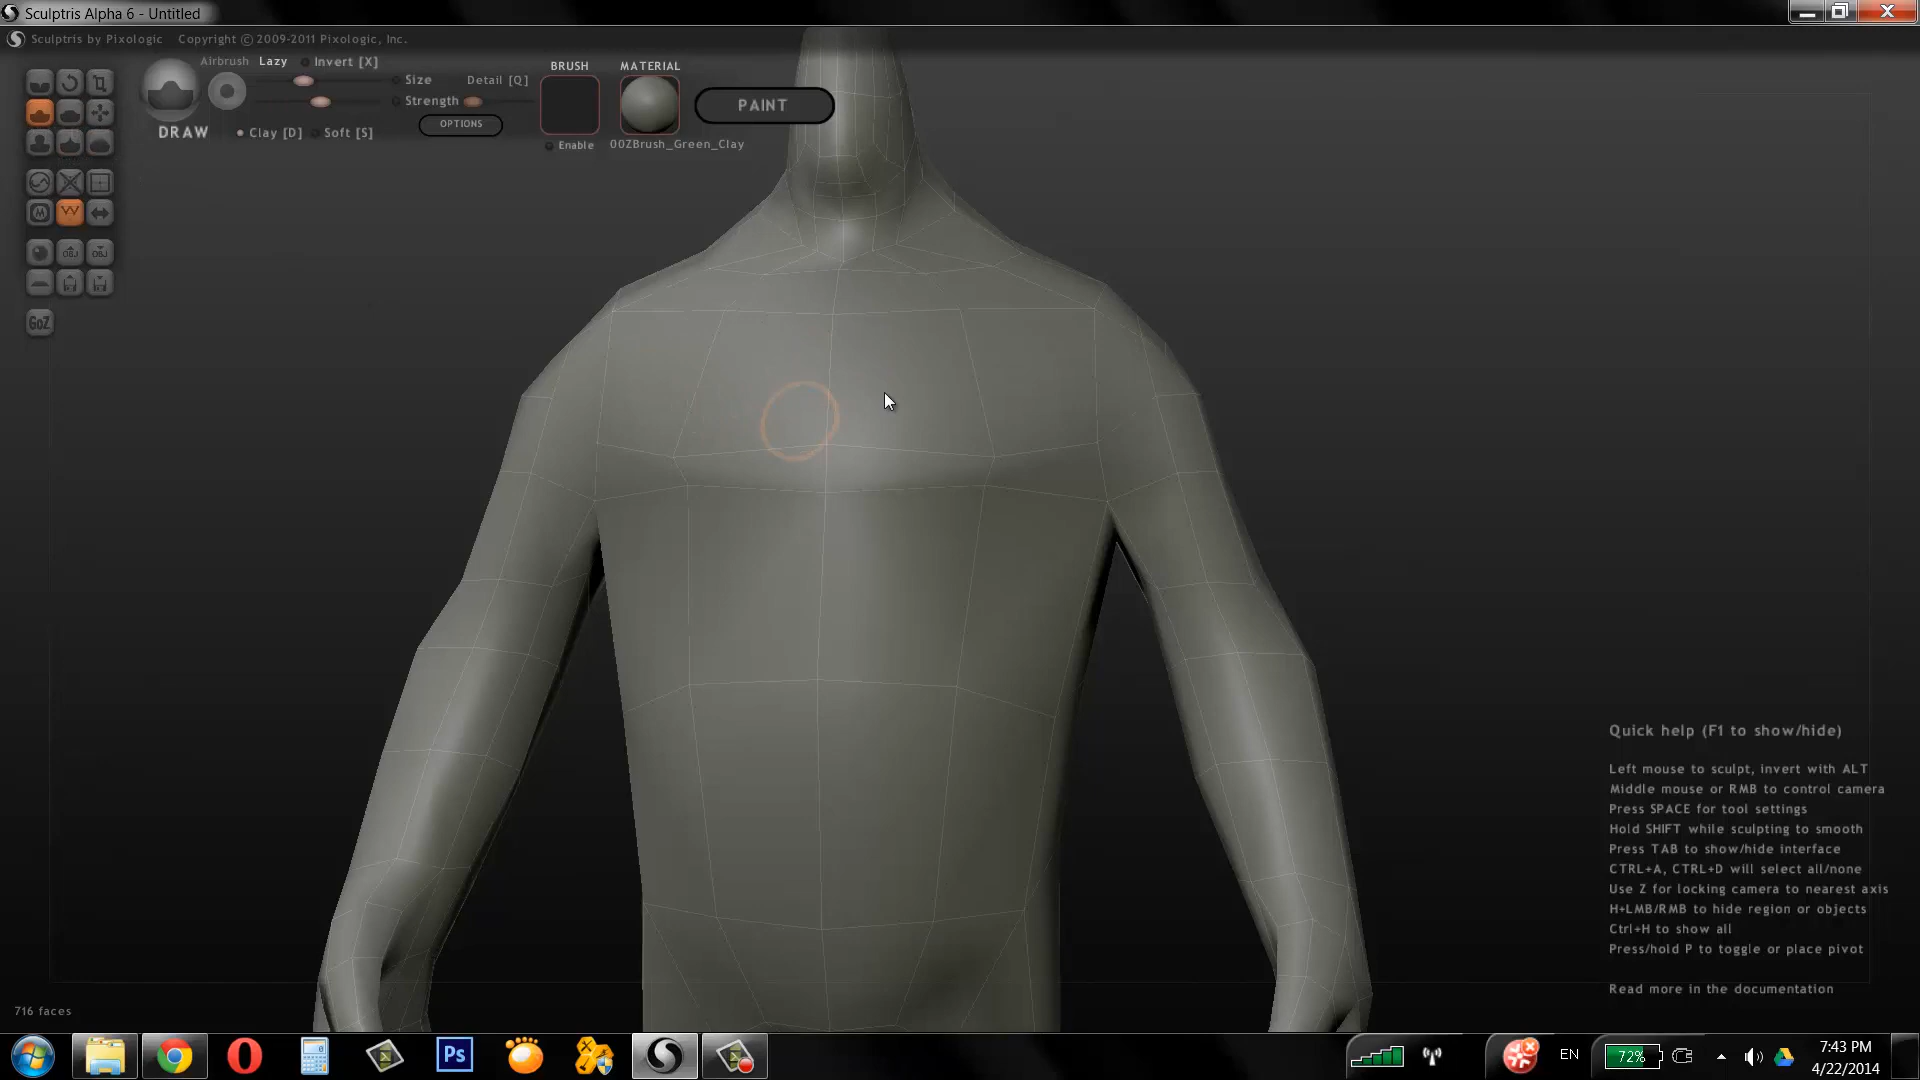 Sculptris Alpha 6 - Untitled
Sculptris by Pixologic Copyright © 2009-2011 Pixologic, Inc.
Airbrush Lazy Invert [X]
Size Detail [Q]
Strength
OPTIONS
DRAW
Clay [D] Soft [S]
BRUSH
Enable
MATERIAL
00ZBrush_Green_Clay
PAINT
OBJ OBJ
GoZ
Quick help (F1 to show/hide)
Left mouse to sculpt, invert with ALT
Middle mouse or RMB to control camera
Press SPACE for tool settings
Hold SHIFT while sculpting to smooth
Press TAB to show/hide interface
CTRL+A, CTRL+D will select all/none
Use Z for locking camera to nearest axis
H+LMB/RMB to hide region or objects
Ctrl+H to show all
Press/hold P to toggle or place pivot
Read more in the documentation
716 faces
Ps
EN
72%
7:43 PM
4/22/2014